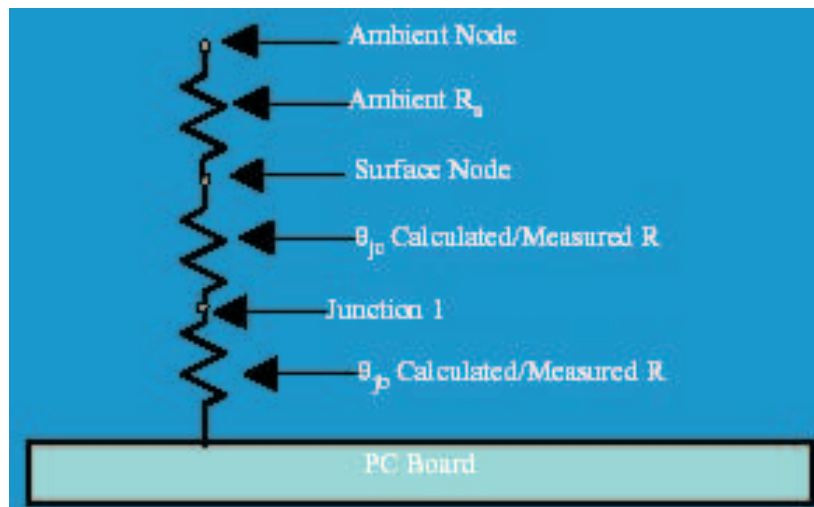 Ambient Node
Ambient Rₐ
Surface Node
θjc Calculated/Measured R
Junction 1
θjb Calculated/Measured R
PC Board